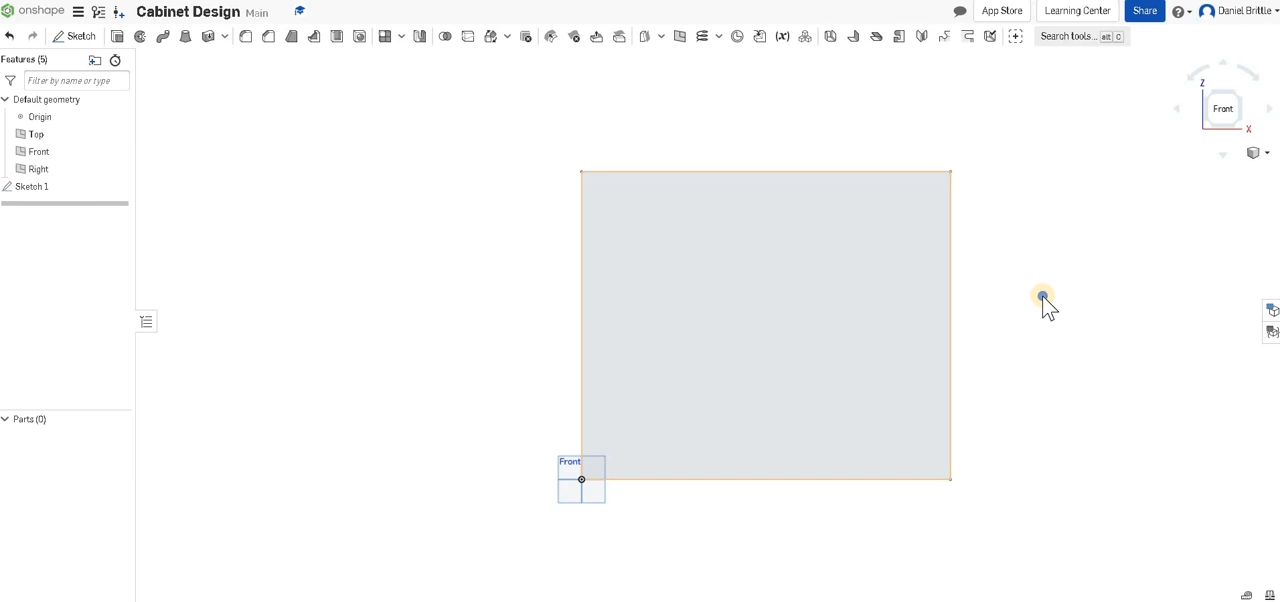 onshape Cabinet Design Main App Store Learning Center Share Daniel Brittle
Sketch Search tools... alt C
Features (5)
Filter by name or type
Default geometry
Origin
Top
Front
Right
Sketch 1
Parts (0)
Z
Front
X
Front